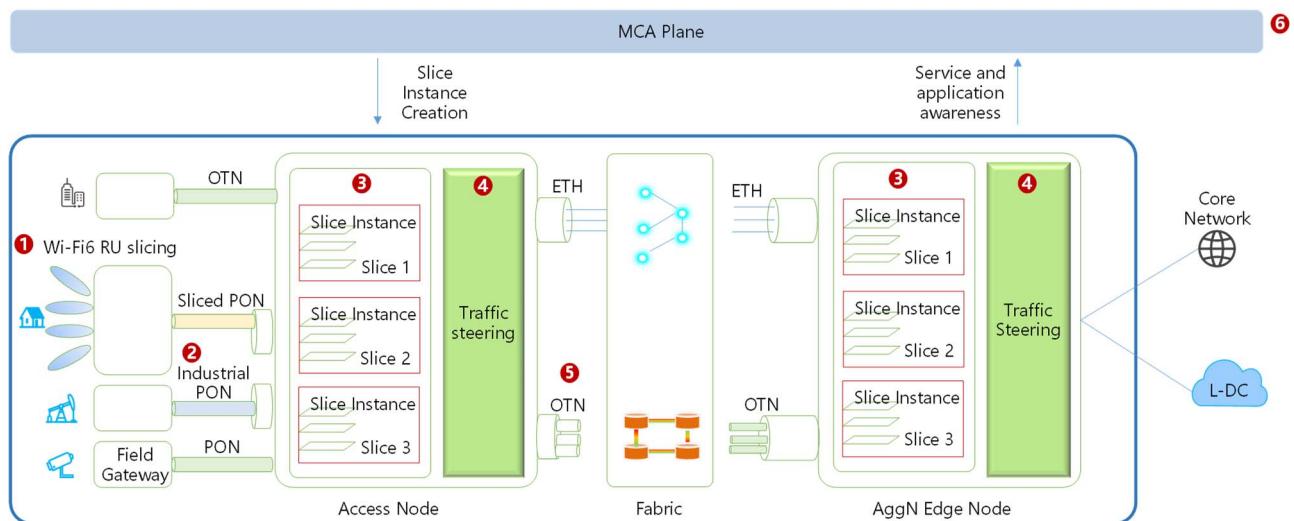 MCA Plane
6
Slice
Instance
Creation
Service and
application
awareness
OTN
1 Wi-Fi6 RU slicing
Sliced PON
2
Industrial
PON
Field
Gateway
PON
3
Slice Instance
Slice 1
Slice Instance
Slice 2
Slice Instance
Slice 3
4
Traffic
steering
Access Node
ETH
5
OTN
Fabric
ETH
OTN
3
Slice Instance
Slice 1
Slice Instance
Slice 2
Slice Instance
Slice 3
4
Traffic
Steering
AggN Edge Node
Core
Network
L-DC